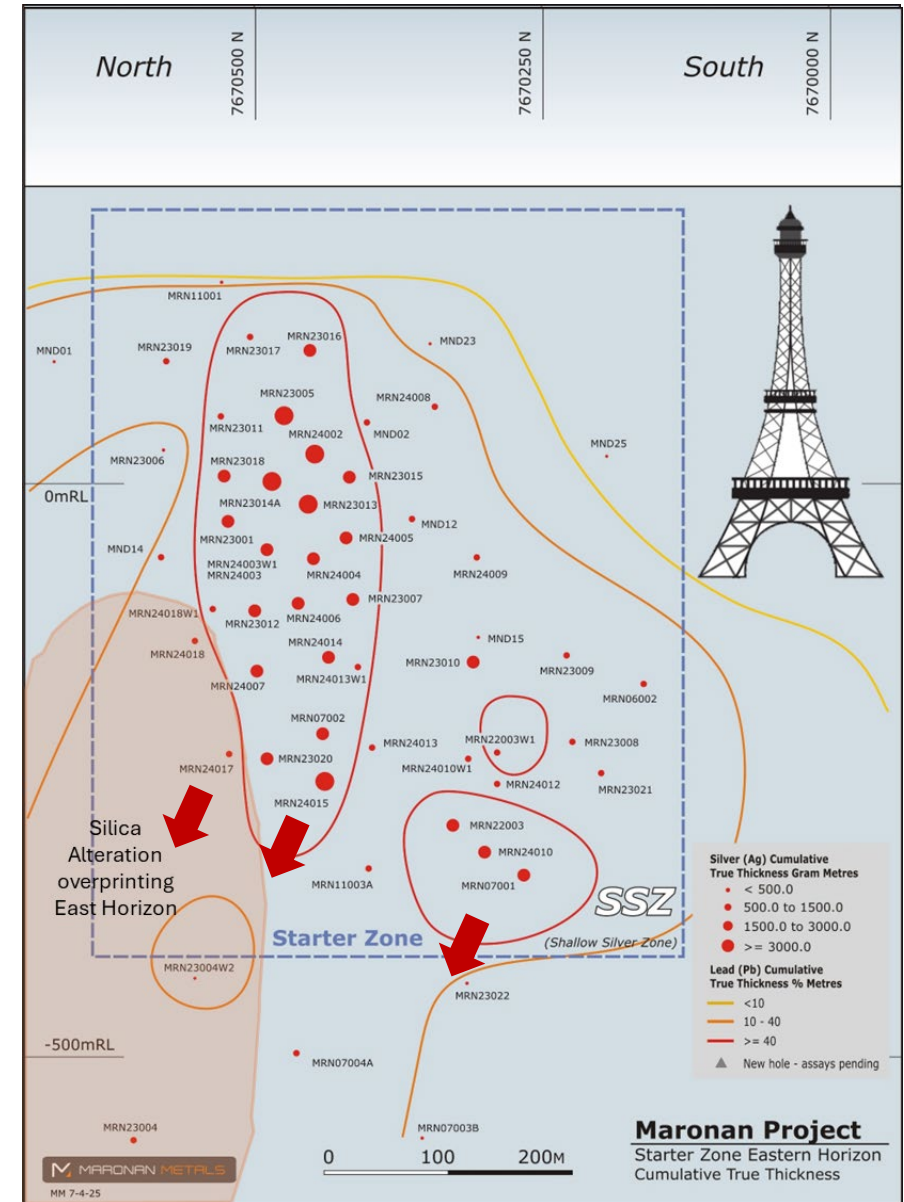 North
7670500 N
7670250 N
South
7670000 N
MRN11001
MND01
MRN23019
MRN23017
MRN23016
MND23
MRN23005
MRN24008
MRN23011
MRN24002
MND02
MND25
MRN23006
MRN23018
MRN23015
0mRL
MRN23014A
MRN23013
MND12
MRN23001
MRN24005
MND14
MRN24003W1
MRN24003
MRN24004
MRN24009
MRN24018W1
MRN23012
MRN24006
MRN23007
MRN24018
MRN24014
MND15
MRN23010
MRN23009
MRN24007
MRN24013W1
MRN06002
MRN07002
MRN24013
MRN22003W1
MRN23008
MRN24017
MRN23020
MRN24010W1
MRN24012
MRN23021
MRN24015
Silica
Alteration
overprinting
East Horizon
MRN22003
MRN24010
MRN11003A
MRN07001
SSZ
(Shallow Silver Zone)
Starter Zone
MRN23004W2
MRN23022
-500mRL
MRN07004A
MRN23004
MRN07003B
Silver (Ag) Cumulative
True Thickness Gram Metres
< 500.0
500.0 to 1500.0
1500.0 to 3000.0
>= 3000.0
Lead (Pb) Cumulative
True Thickness % Metres
<10
10 - 40
>= 40
New hole - assays pending
MARONAN METALS
MM 7-4-25
0 100 200M
Maronan Project
Starter Zone Eastern Horizon
Cumulative True Thickness